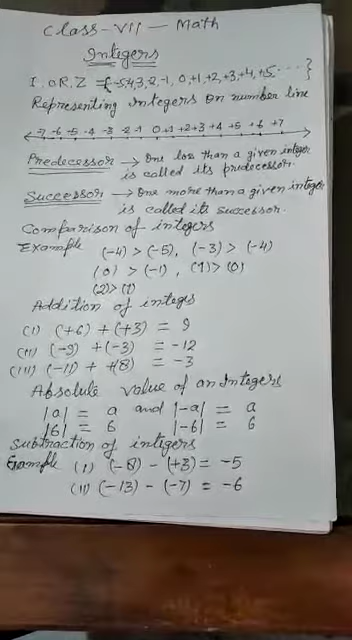 Class-VII - Math
Integers
I. or, Z = {-5,4,3,-2,-1, 0,+1,+2,+3,+4,+5...}
Representing Integers on number line
-7 -6 -5 -4 -3 -2 -1 0 +1 +2 +3 +4 +5 +6 +7
Predecessor → One less than a given integer
is called its predecessor.
Successor → One more than a given integer
is called its successor.
Comparison of integers
Example (-4) > (-5), (-3) > (-4)
(0) > (-1), (1) > (0)
(2) > (1)
Addition of integes
(i) (+6) + (+3) = 9
(ii) (-9) + (-3) = -12
(iii) (-11) + +(8) = -3
Absolute value of an Integers
|a| = a and |-a| = a
|6| = 6 |-6| = 6
Subtraction of integers
Example (i) (-8) - (+3) = -5
(ii) (-13) - (-7) = -6